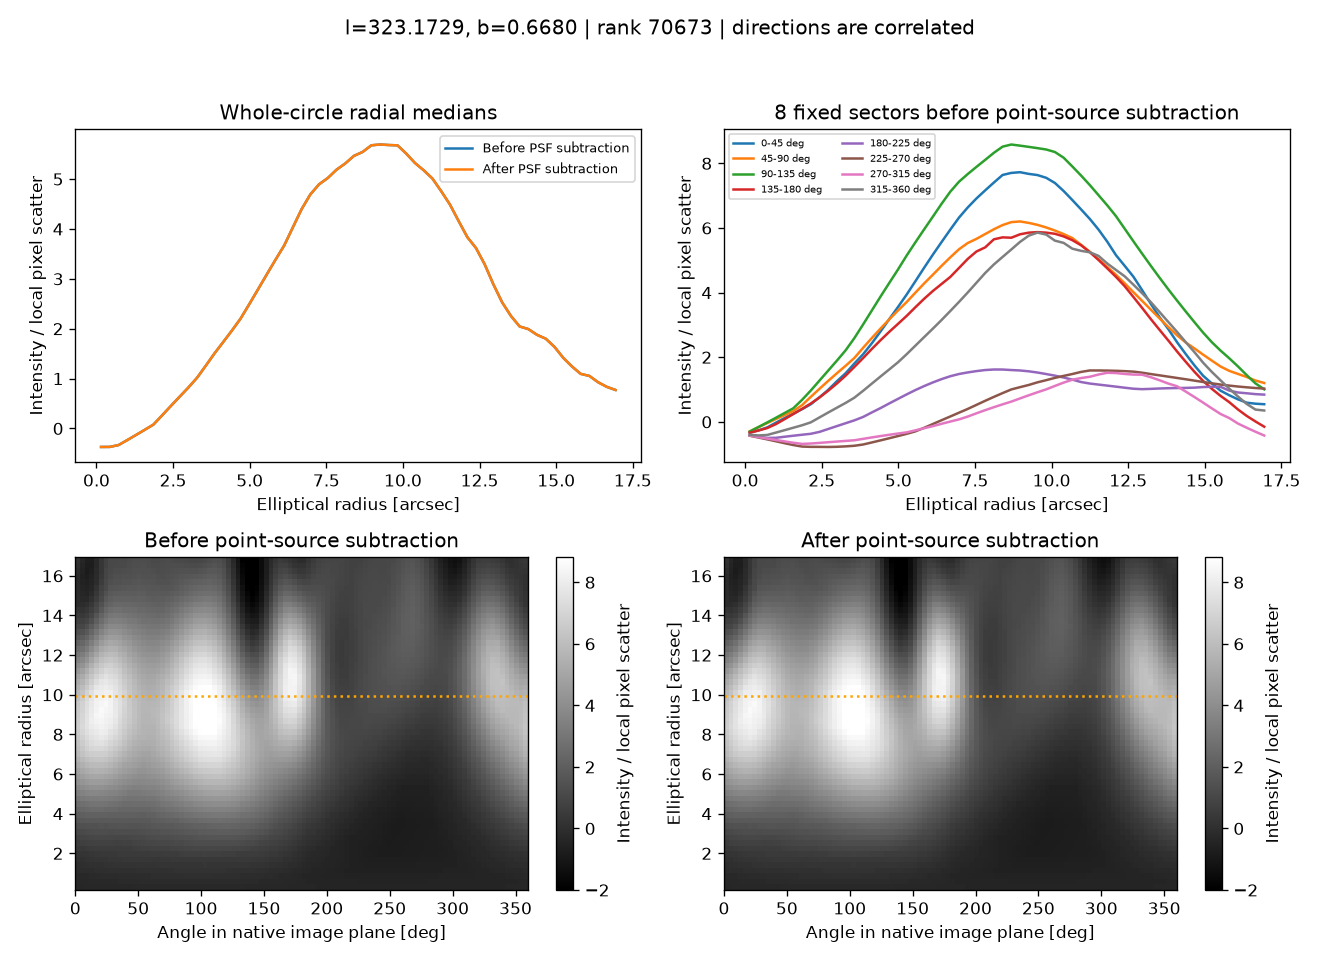 l=323.1729, b=0.6680 | rank 70673 | directions are correlated
Whole-circle radial medians
Before PSF subtraction
After PSF subtraction
Intensity / local pixel scatter
5
4
3
2
1
0
0.0 2.5 5.0 7.5 10.0 12.5 15.0 17.5
Elliptical radius [arcsec]
8 fixed sectors before point-source subtraction
0-45 deg
45-90 deg
90-135 deg
135-180 deg
180-225 deg
225-270 deg
270-315 deg
315-360 deg
Intensity / local pixel scatter
8
6
4
2
0
0.0 2.5 5.0 7.5 10.0 12.5 15.0 17.5
Elliptical radius [arcsec]
Before point-source subtraction
Elliptical radius [arcsec]
16
14
12
10
8
6
4
2
0 50 100 150 200 250 300 350
Angle in native image plane [deg]
8
6
4
2
0
−2
Intensity / local pixel scatter
After point-source subtraction
Elliptical radius [arcsec]
16
14
12
10
8
6
4
2
0 50 100 150 200 250 300 350
Angle in native image plane [deg]
8
6
4
2
0
−2
Intensity / local pixel scatter